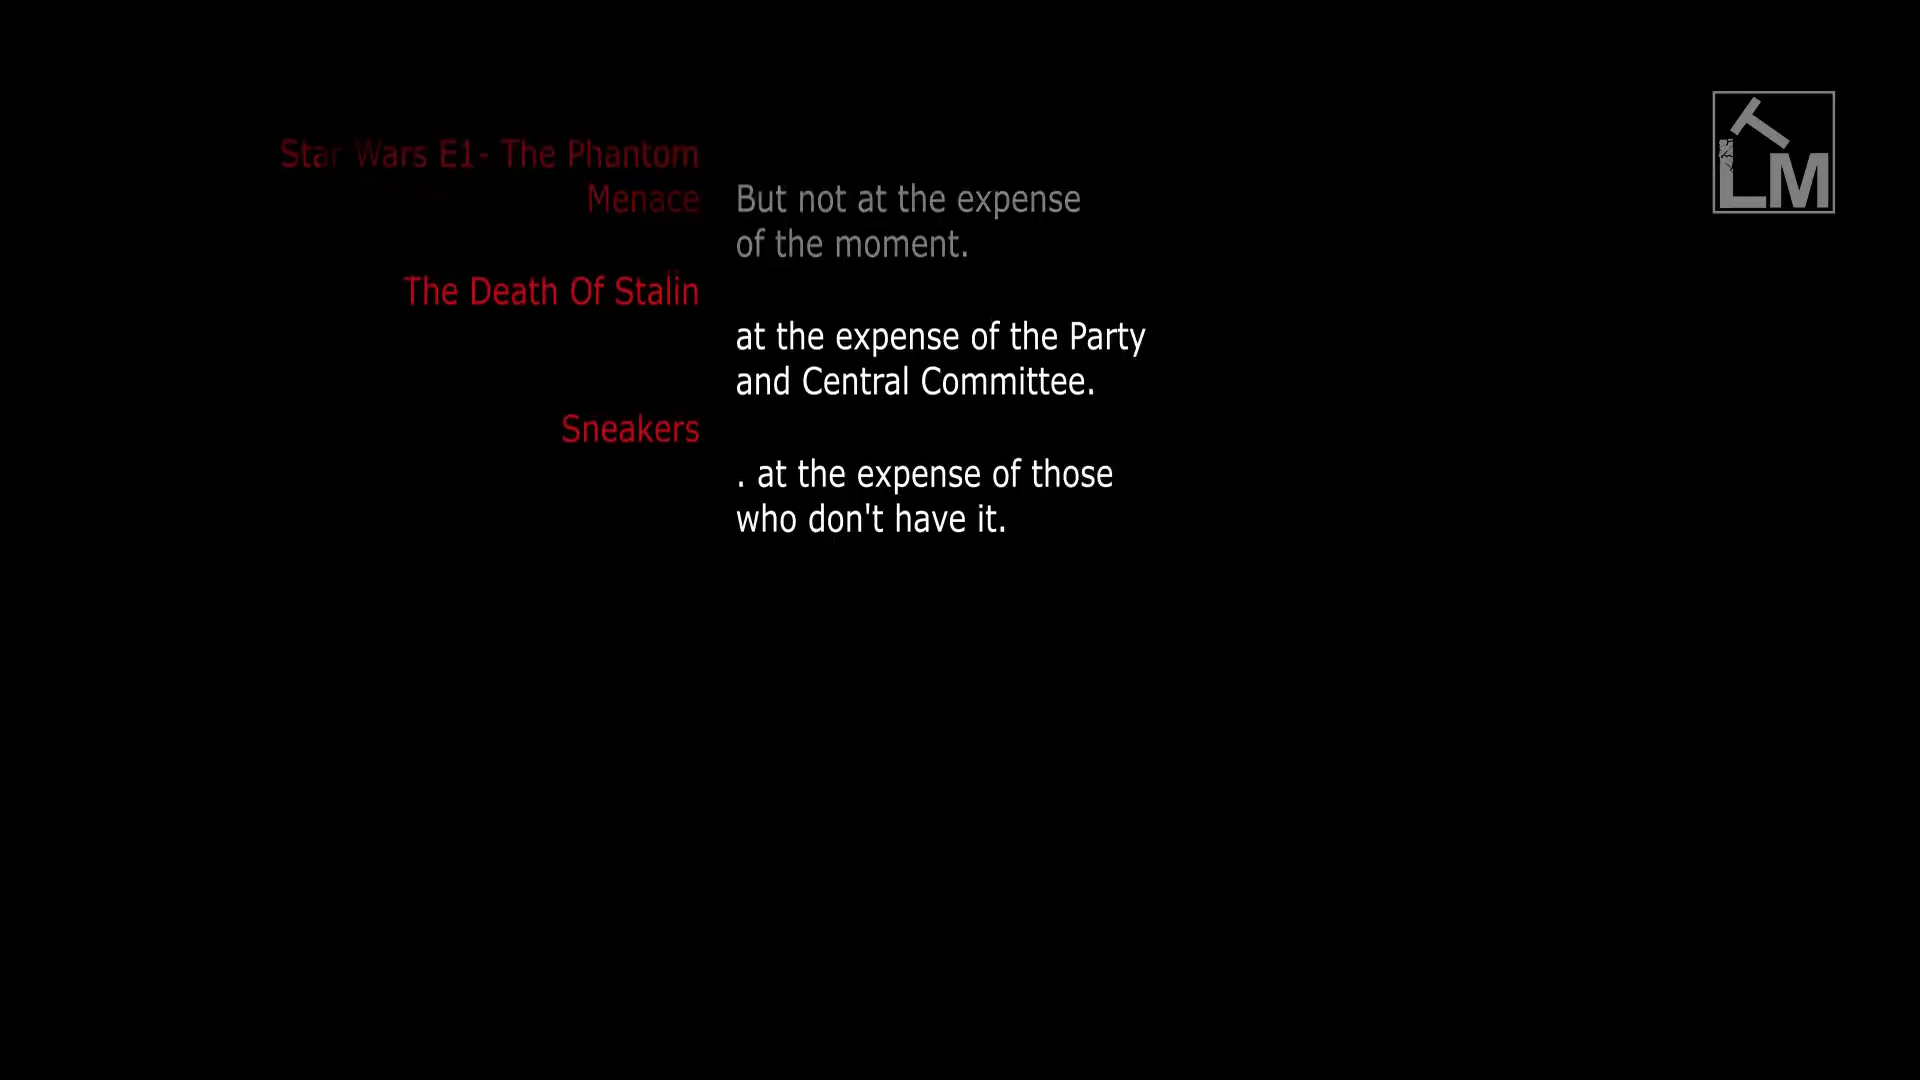 Star Wars E1- The Phantom
Menace
But not at the expense
of the moment.
The Death Of Stalin
at the expense of the Party
and Central Committee.
Sneakers
. at the expense of those
who don't have it.
TLM